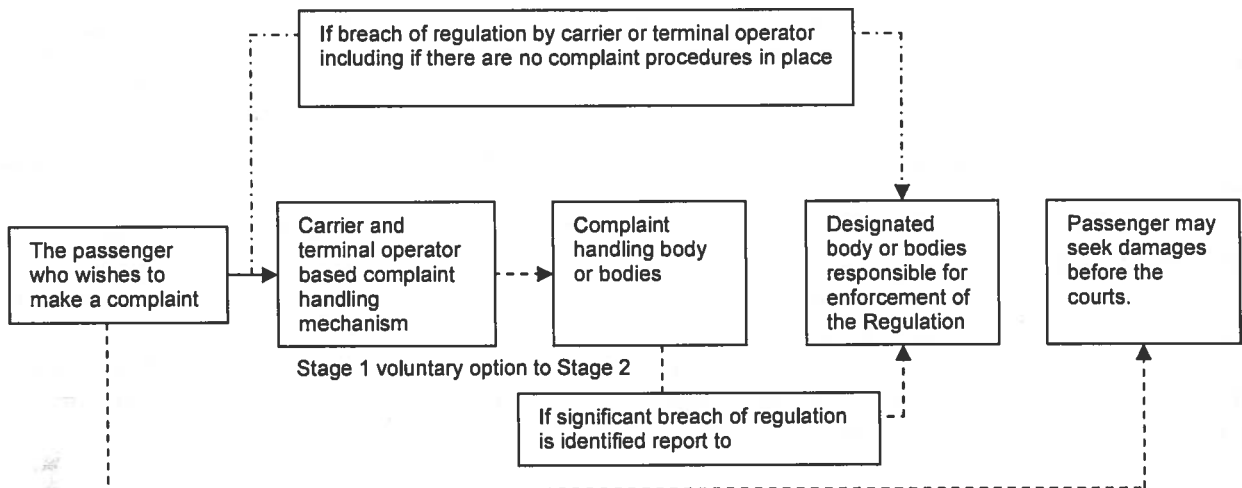 If breach of regulation by carrier or terminal operator
including if there are no complaint procedures in place
The passenger
who wishes to
make a complaint
Carrier and
terminal operator
based complaint
handling
mechanism
Complaint
handling body
or bodies
Designated
body or bodies
responsible for
enforcement of
the Regulation
Passenger may
seek damages
before the
courts.
Stage 1 voluntary option to Stage 2
If significant breach of regulation
is identified report to